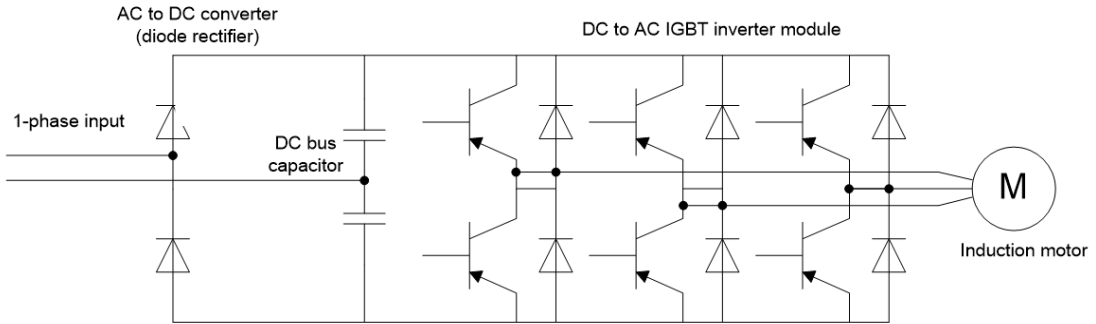 AC to DC converter
(diode rectifier)
DC to AC IGBT inverter module
1-phase input
DC bus
capacitor
M
Induction motor